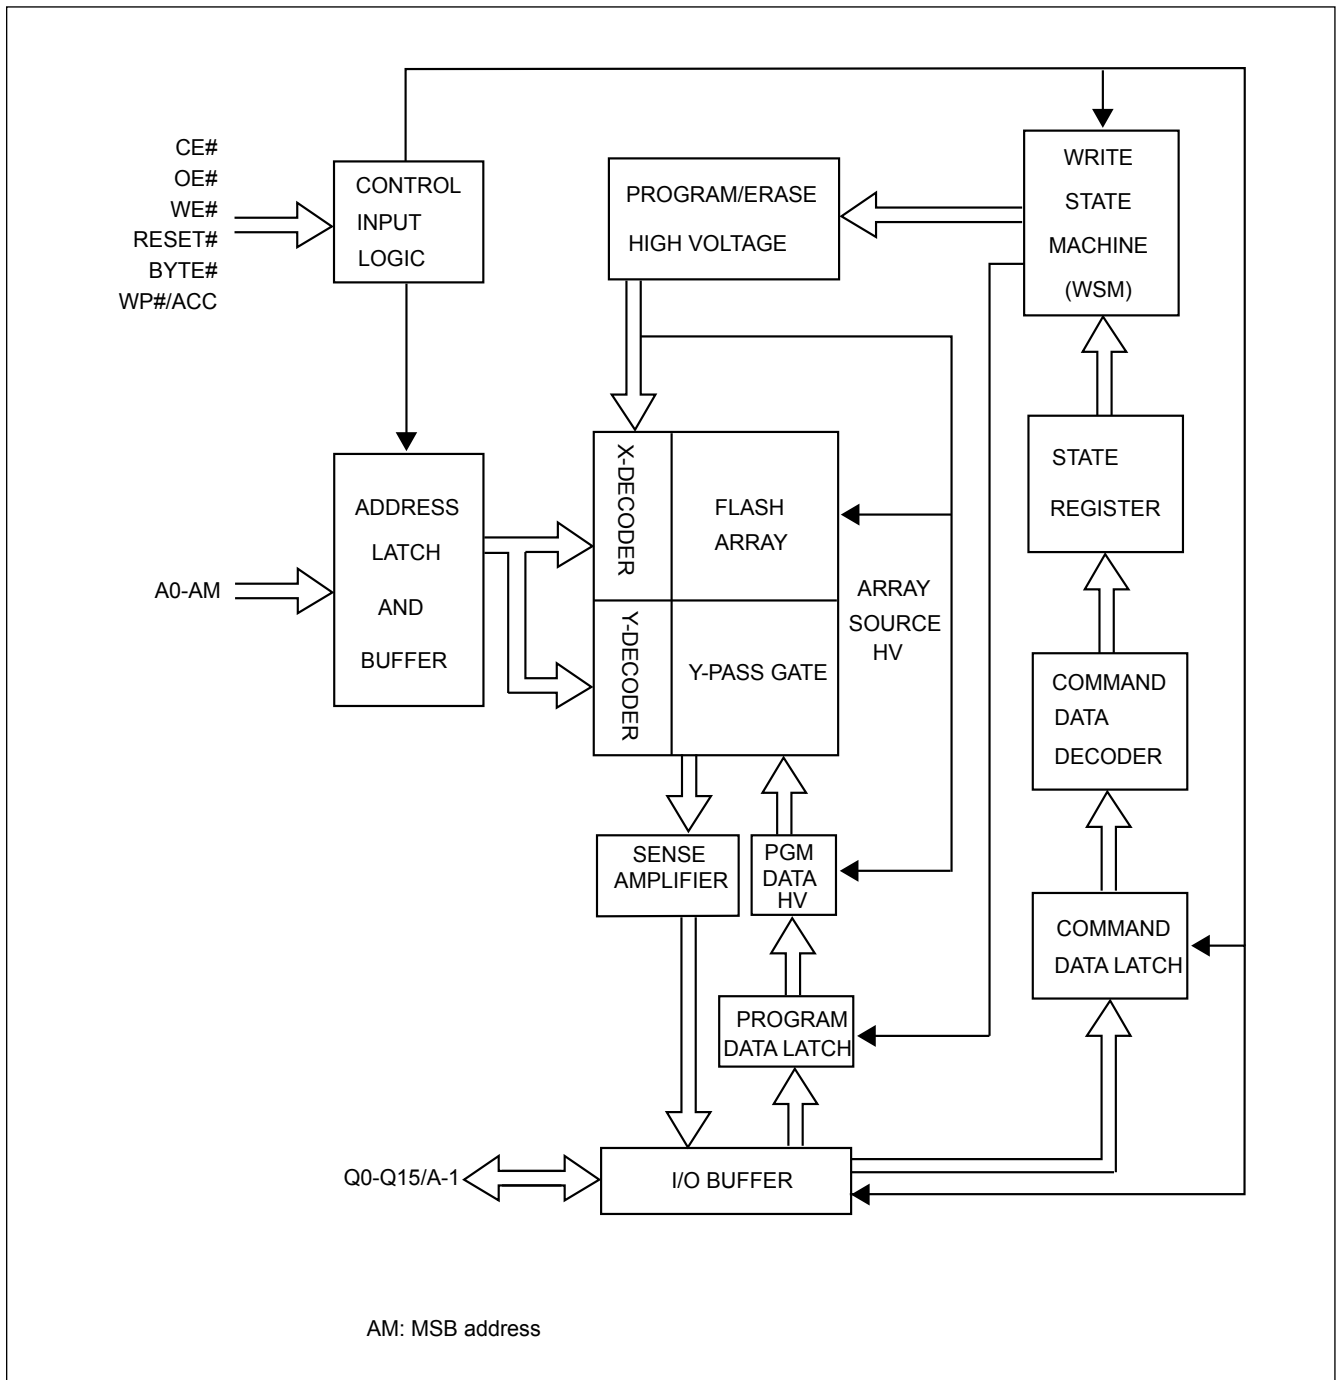 CE#
OE#
WE#
RESET#
BYTE#
WP#/ACC
CONTROL
INPUT
LOGIC
PROGRAM/ERASE
HIGH VOLTAGE
WRITE
STATE
MACHINE
(WSM)
A0-AM
ADDRESS
LATCH
AND
BUFFER
X-DECODER
FLASH
ARRAY
Y-DECODER
Y-PASS GATE
ARRAY
SOURCE
HV
STATE
REGISTER
COMMAND
DATA
DECODER
SENSE
AMPLIFIER
PGM
DATA
HV
COMMAND
DATA LATCH
PROGRAM
DATA LATCH
Q0-Q15/A-1
I/O BUFFER
AM: MSB address